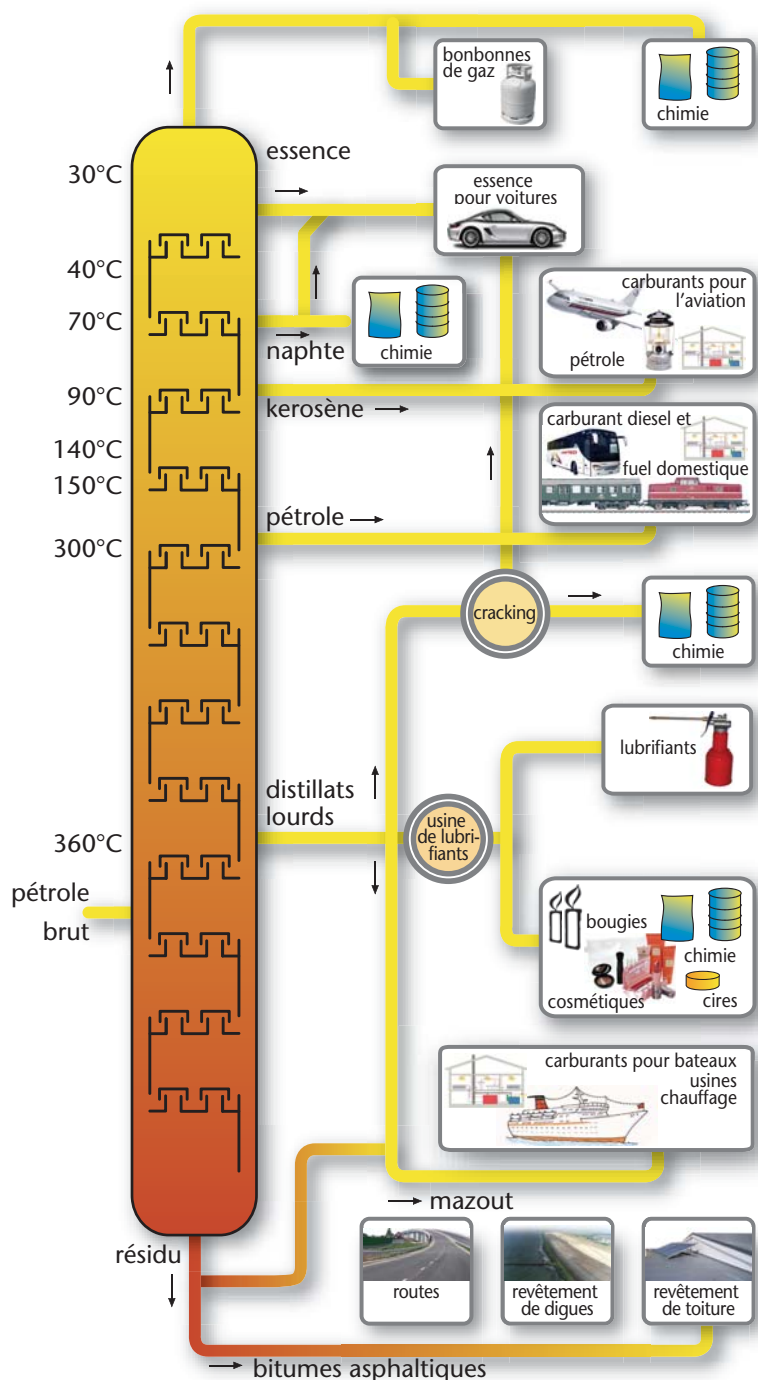 bonbonnes
de gaz
chimie
essence
30°C
essence
pour voitures
40°C
carburants pour
l'aviation
70°C
naphte
chimie
pétrole
90°C
kerosène
carburant diesel et
140°C
fuel domestique
150°C
pétrole
300°C
cracking
chimie
lubrifiants
distillats
lourds
usine
de lubri-
fiants
360°C
pétrole
brut
bougies
chimie
cosmétiques
cires
carburants pour bateaux
usines
chauffage
mazout
résidu
routes
revêtement
de digues
revêtement
de toiture
bitumes asphaltiques